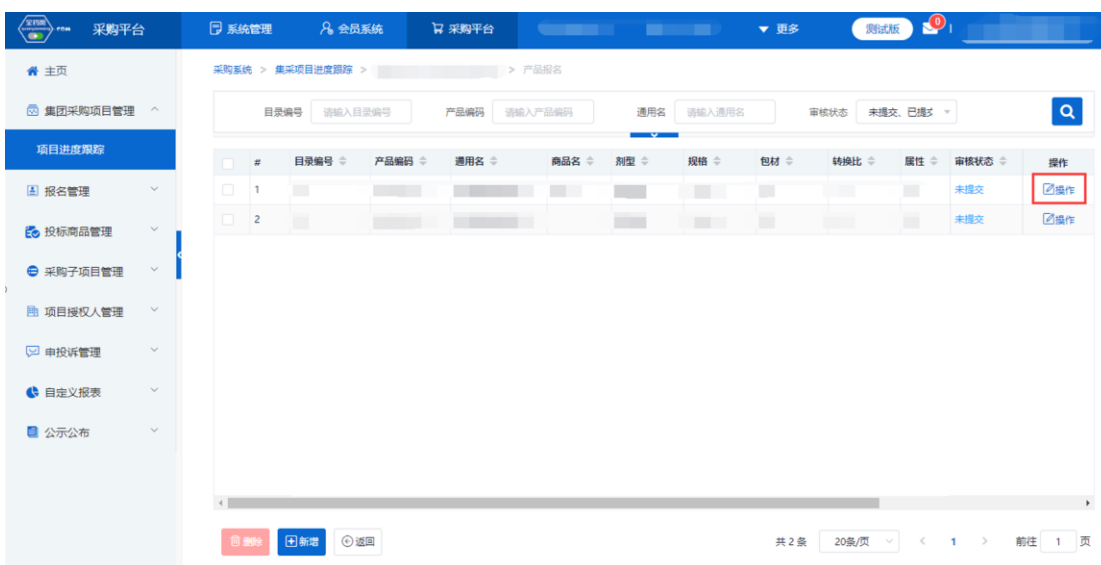 采购平台 系统管理 会员系统 采购平台 更多 测试版 0
主页
集团采购项目管理
项目进度跟踪
报名管理
投标商品管理
采购子项目管理
项目授权人管理
申投诉管理
自定义报表
公示公布
采购系统 > 集采项目进度跟踪 > > 产品报名
目录编号 请输入目录编号 产品编码 请输入产品编码 通用名 请输入通用名 审核状态 未提交、已提交
# 目录编号 产品编码 通用名 商品名 剂型 规格 包材 转换比 属性 审核状态 操作
1 未提交 操作
2 未提交 操作
删除 新增 返回 共 2 条 20条/页 < 1 > 前往 1 页